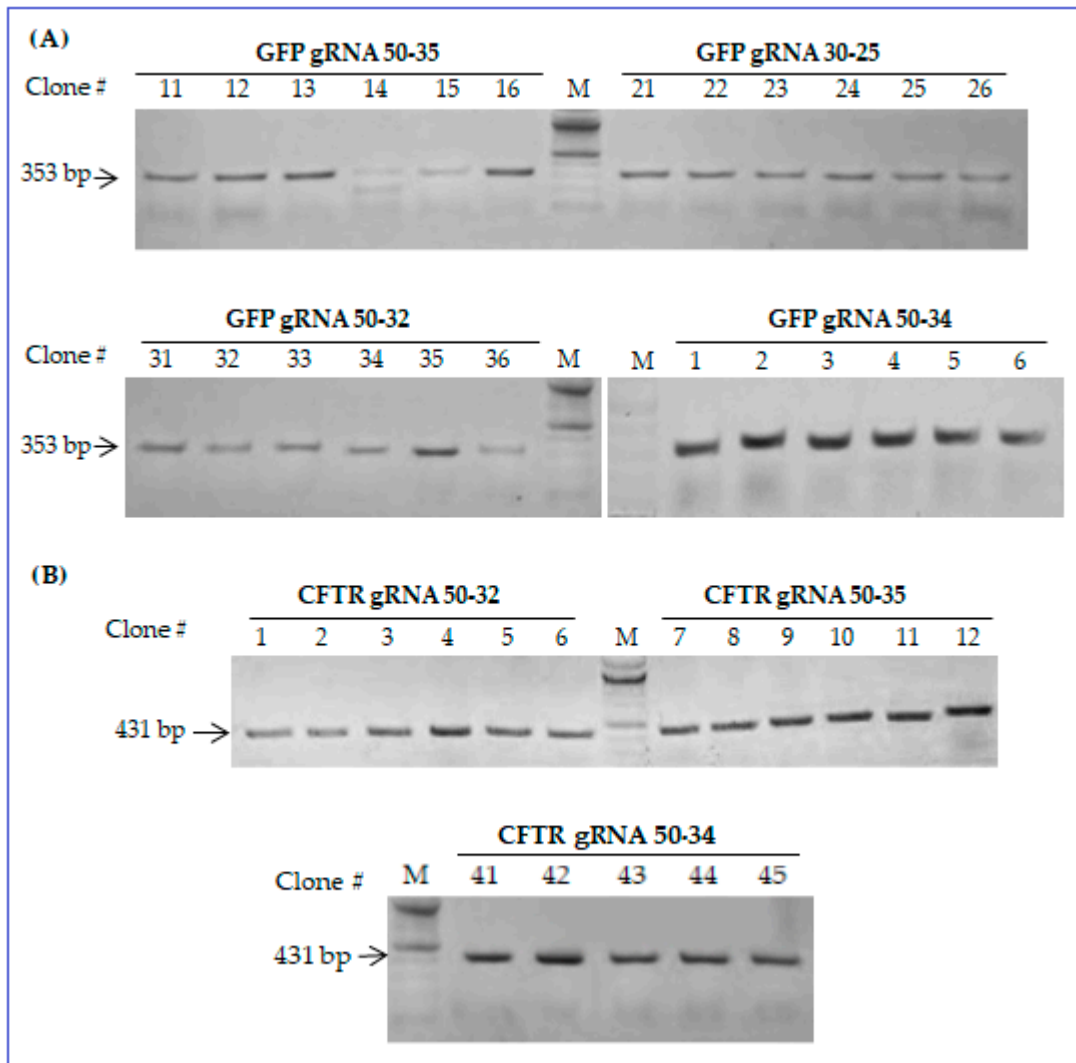 (A)
GFP gRNA 50-35 GFP gRNA 30-25
Clone # 11 12 13 14 15 16 M 21 22 23 24 25 26
353 bp
GFP gRNA 50-32 GFP gRNA 50-34
Clone # 31 32 33 34 35 36 M M 1 2 3 4 5 6
353 bp
(B)
CFTR gRNA 50-32 CFTR gRNA 50-35
Clone # 1 2 3 4 5 6 M 7 8 9 10 11 12
431 bp
CFTR gRNA 50-34
Clone # M 41 42 43 44 45
431 bp